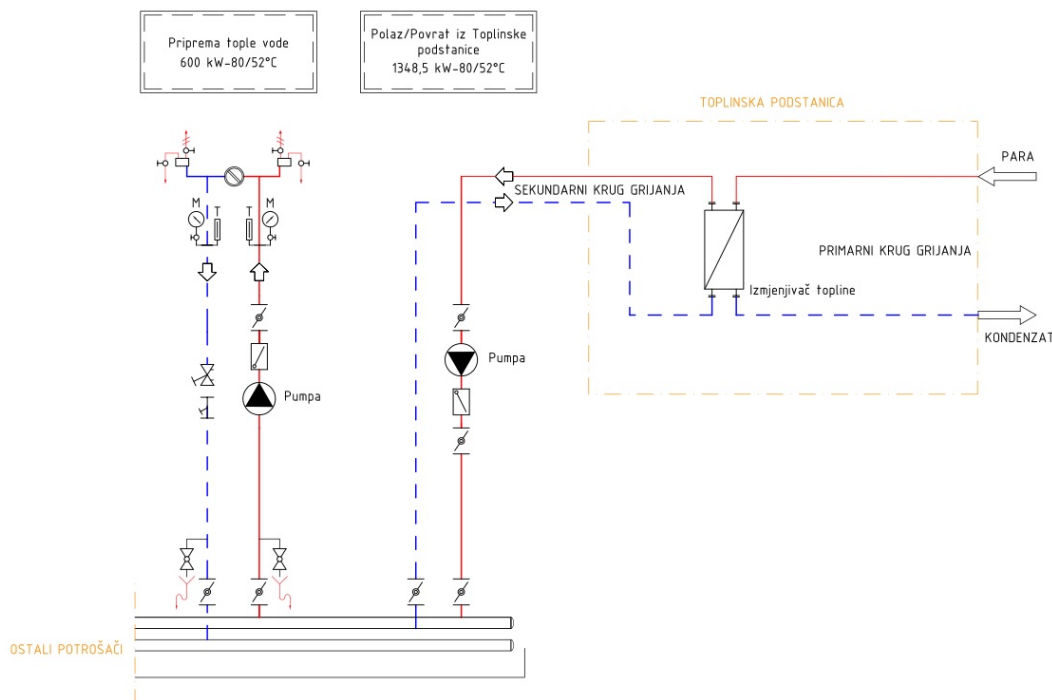 Priprema tople vode
600 kW-80/52°C
Polaz/Povrat iz Toplinske
podstanice
1348,5 kW-80/52°C
TOPLINSKA PODSTANICA
PARA
SEKUNDARNI KRUG GRIJANJA
M
T
T
M
PRIMARNI KRUG GRIJANJA
Izmjenjivač topline
KONDENZAT
Pumpa
Pumpa
OSTALI POTROŠAČI